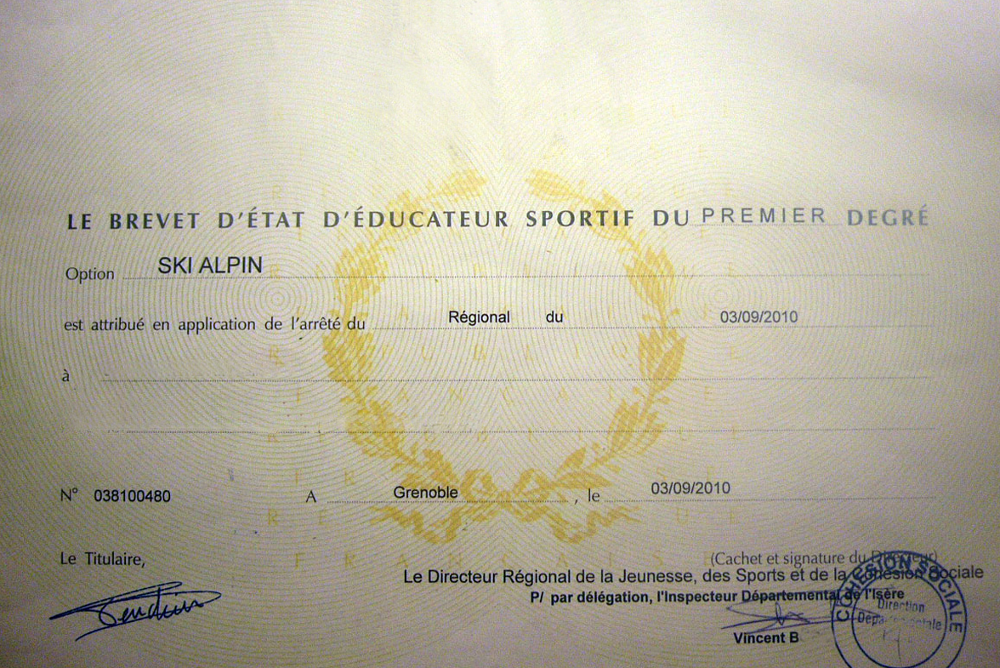 LE BREVET D'ÉTAT D'ÉDUCATEUR SPORTIF DU PREMIER DEGRÉ
Option SKI ALPIN
est attribué en application de l'arrêté du Régional du 03/09/2010
à
N° 038100480 A Grenoble, le 03/09/2010
Le Titulaire,
(Cachet et signature du Directeur)
Le Directeur Régional de la Jeunesse, des Sports et de la Cohésion Sociale
P/ par délégation, l'Inspecteur Départemental de l'Isère
Vincent B
COHÉSION SOCIALE
Direction
Départementale